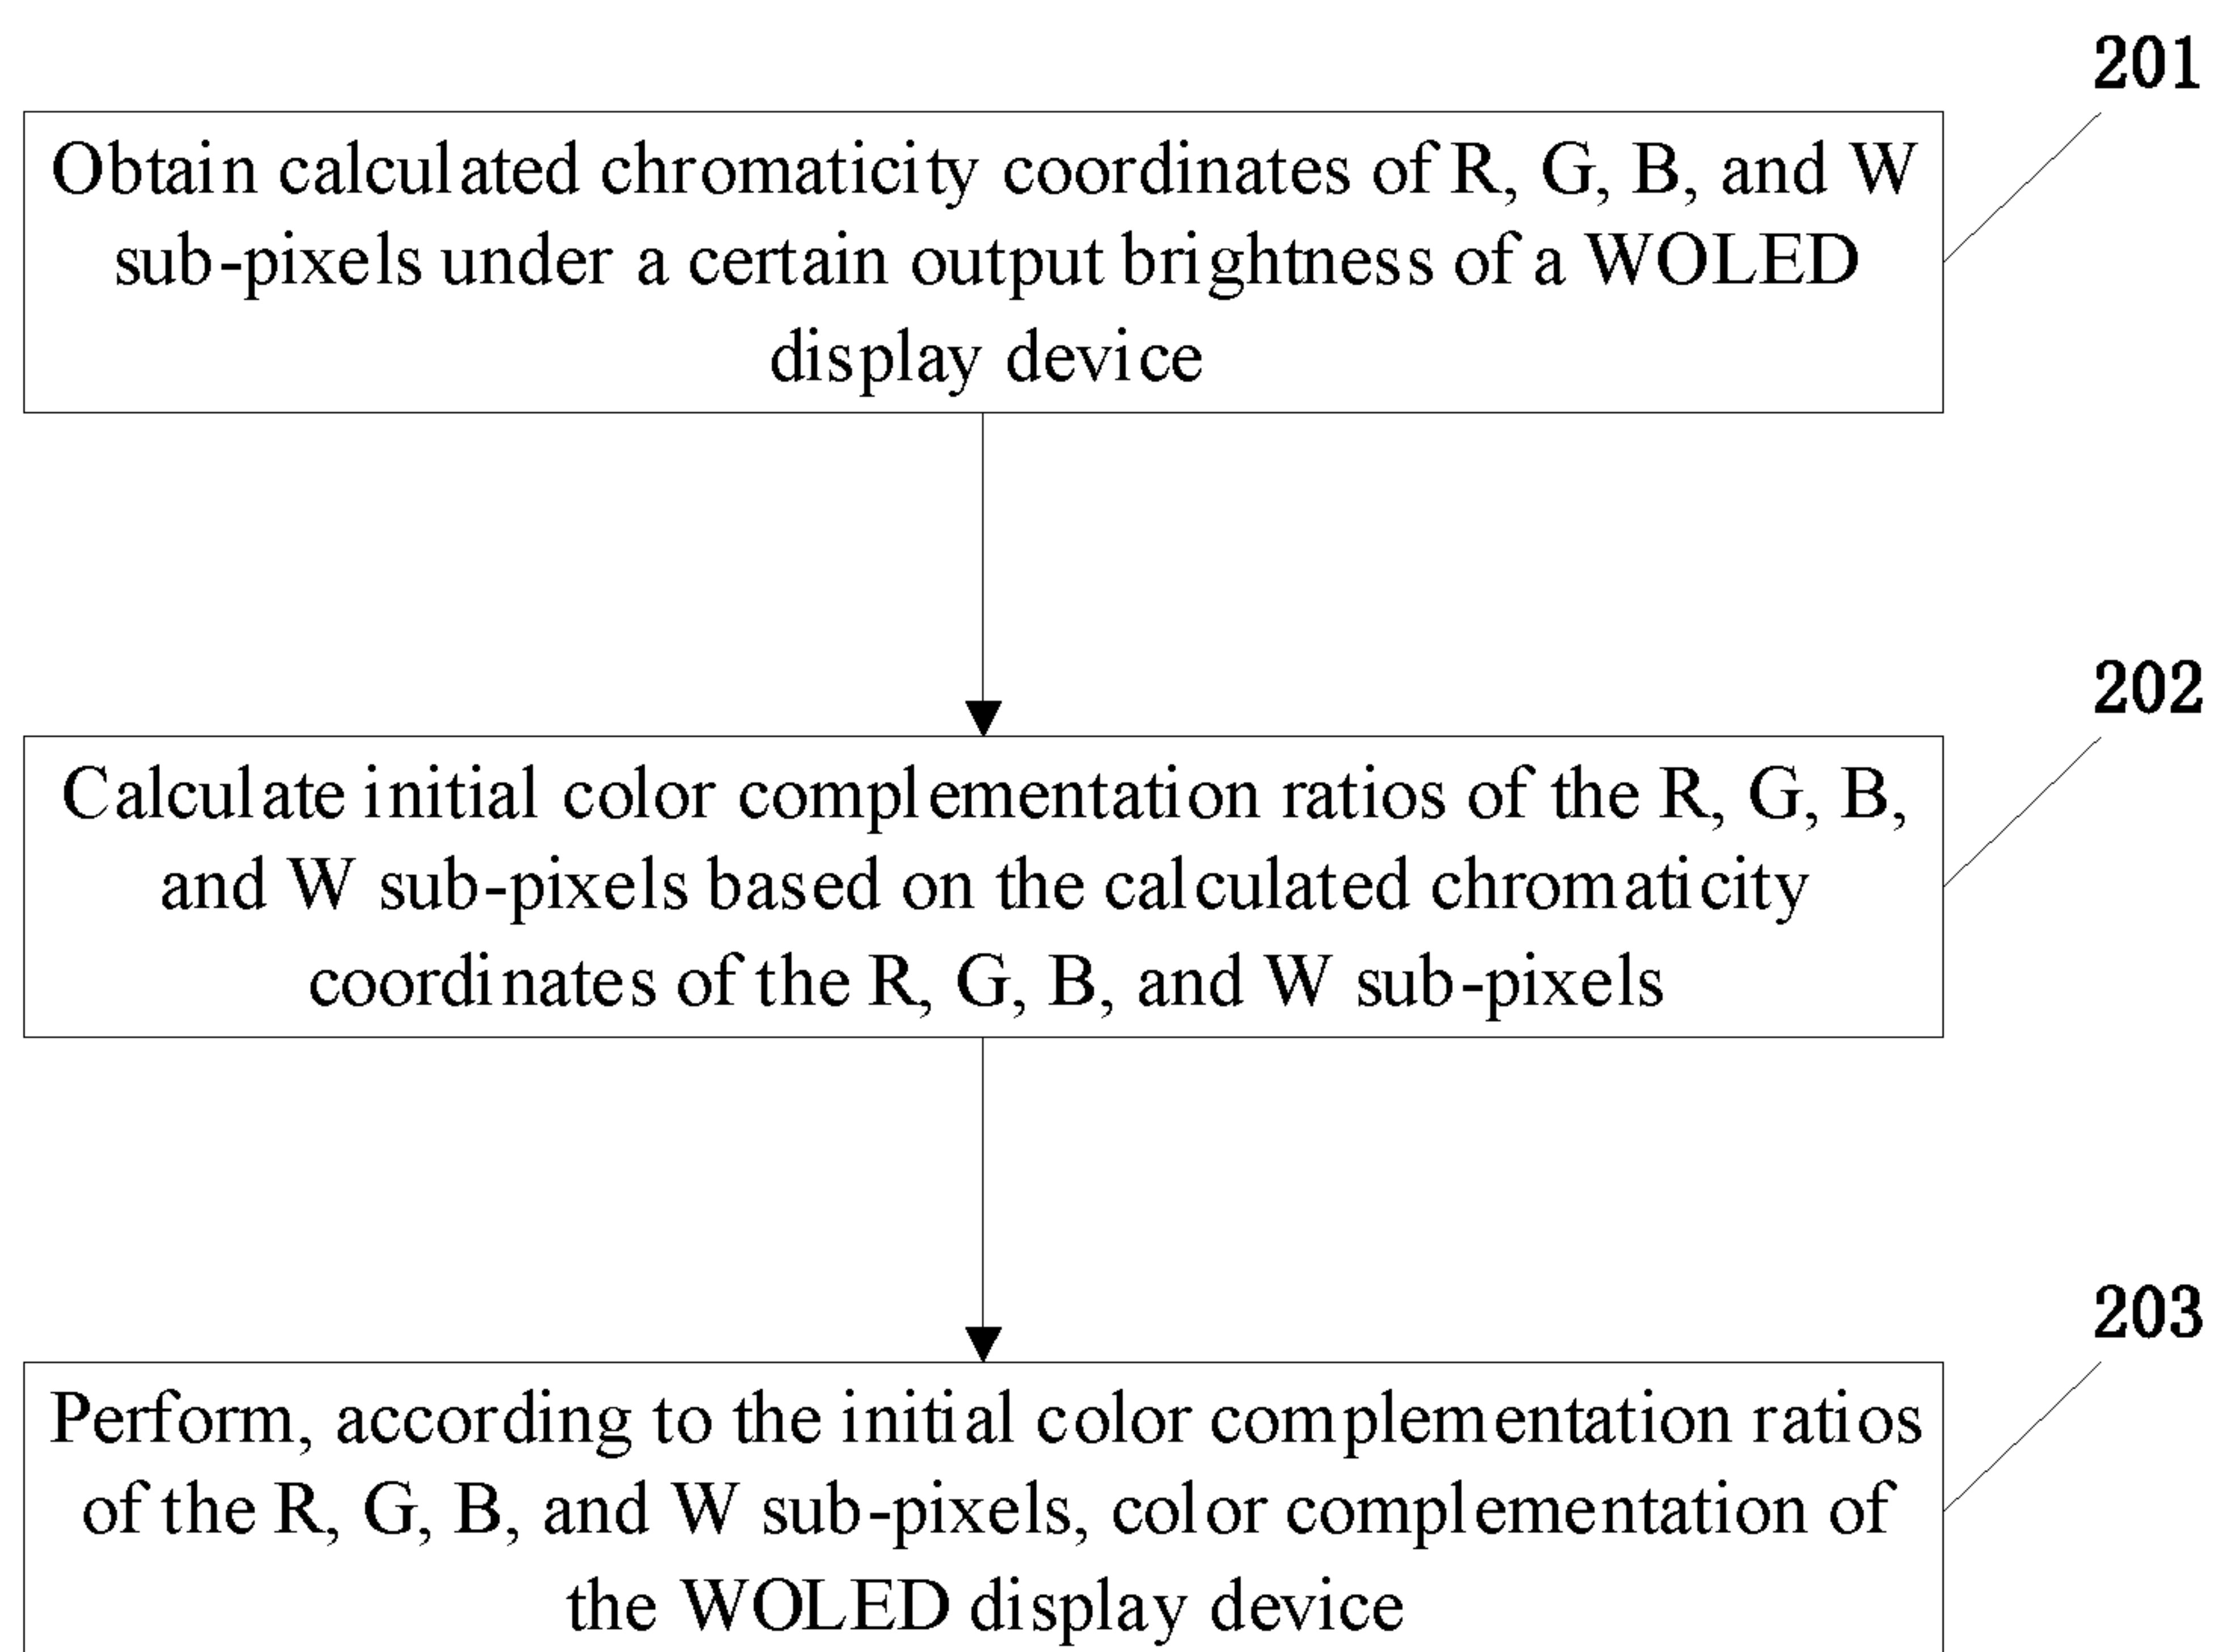 201
Obtain calculated chromaticity coordinates of R, G, B, and W
sub-pixels under a certain output brightness of a WOLED
display device
202
Calculate initial color complementation ratios of the R, G, B,
and W sub-pixels based on the calculated chromaticity
coordinates of the R, G, B, and W sub-pixels
203
Perform, according to the initial color complementation ratios
of the R, G, B, and W sub-pixels, color complementation of
the WOLED display device